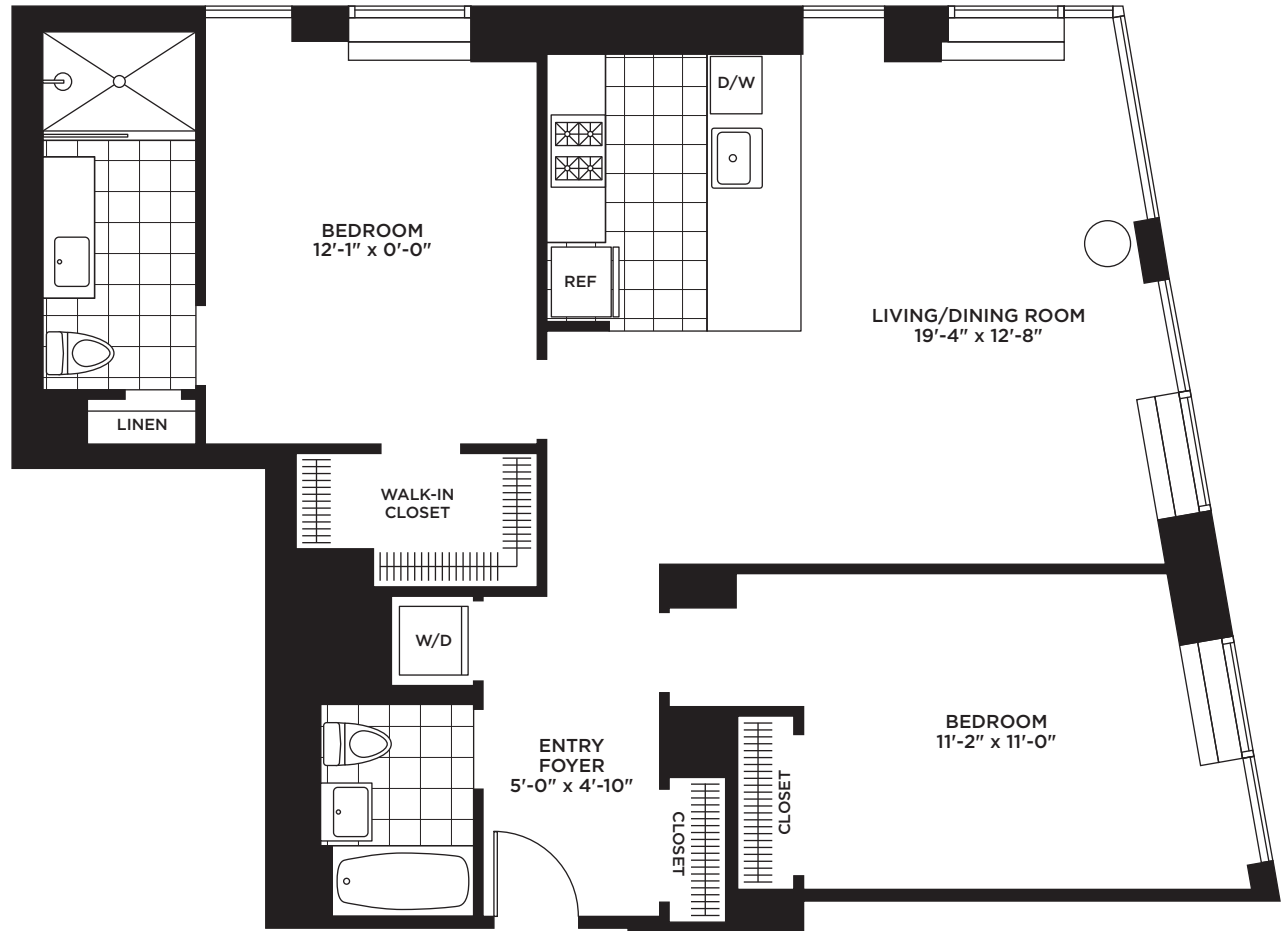 D/W
BEDROOM
12'-1" x 0'-0"
REF
LIVING/DINING ROOM
19'-4" x 12'-8"
LINEN
WALK-IN
CLOSET
W/D
BEDROOM
11'-2" x 11'-0"
ENTRY
FOYER
5'-0" x 4'-10"
CLOSET
CLOSET